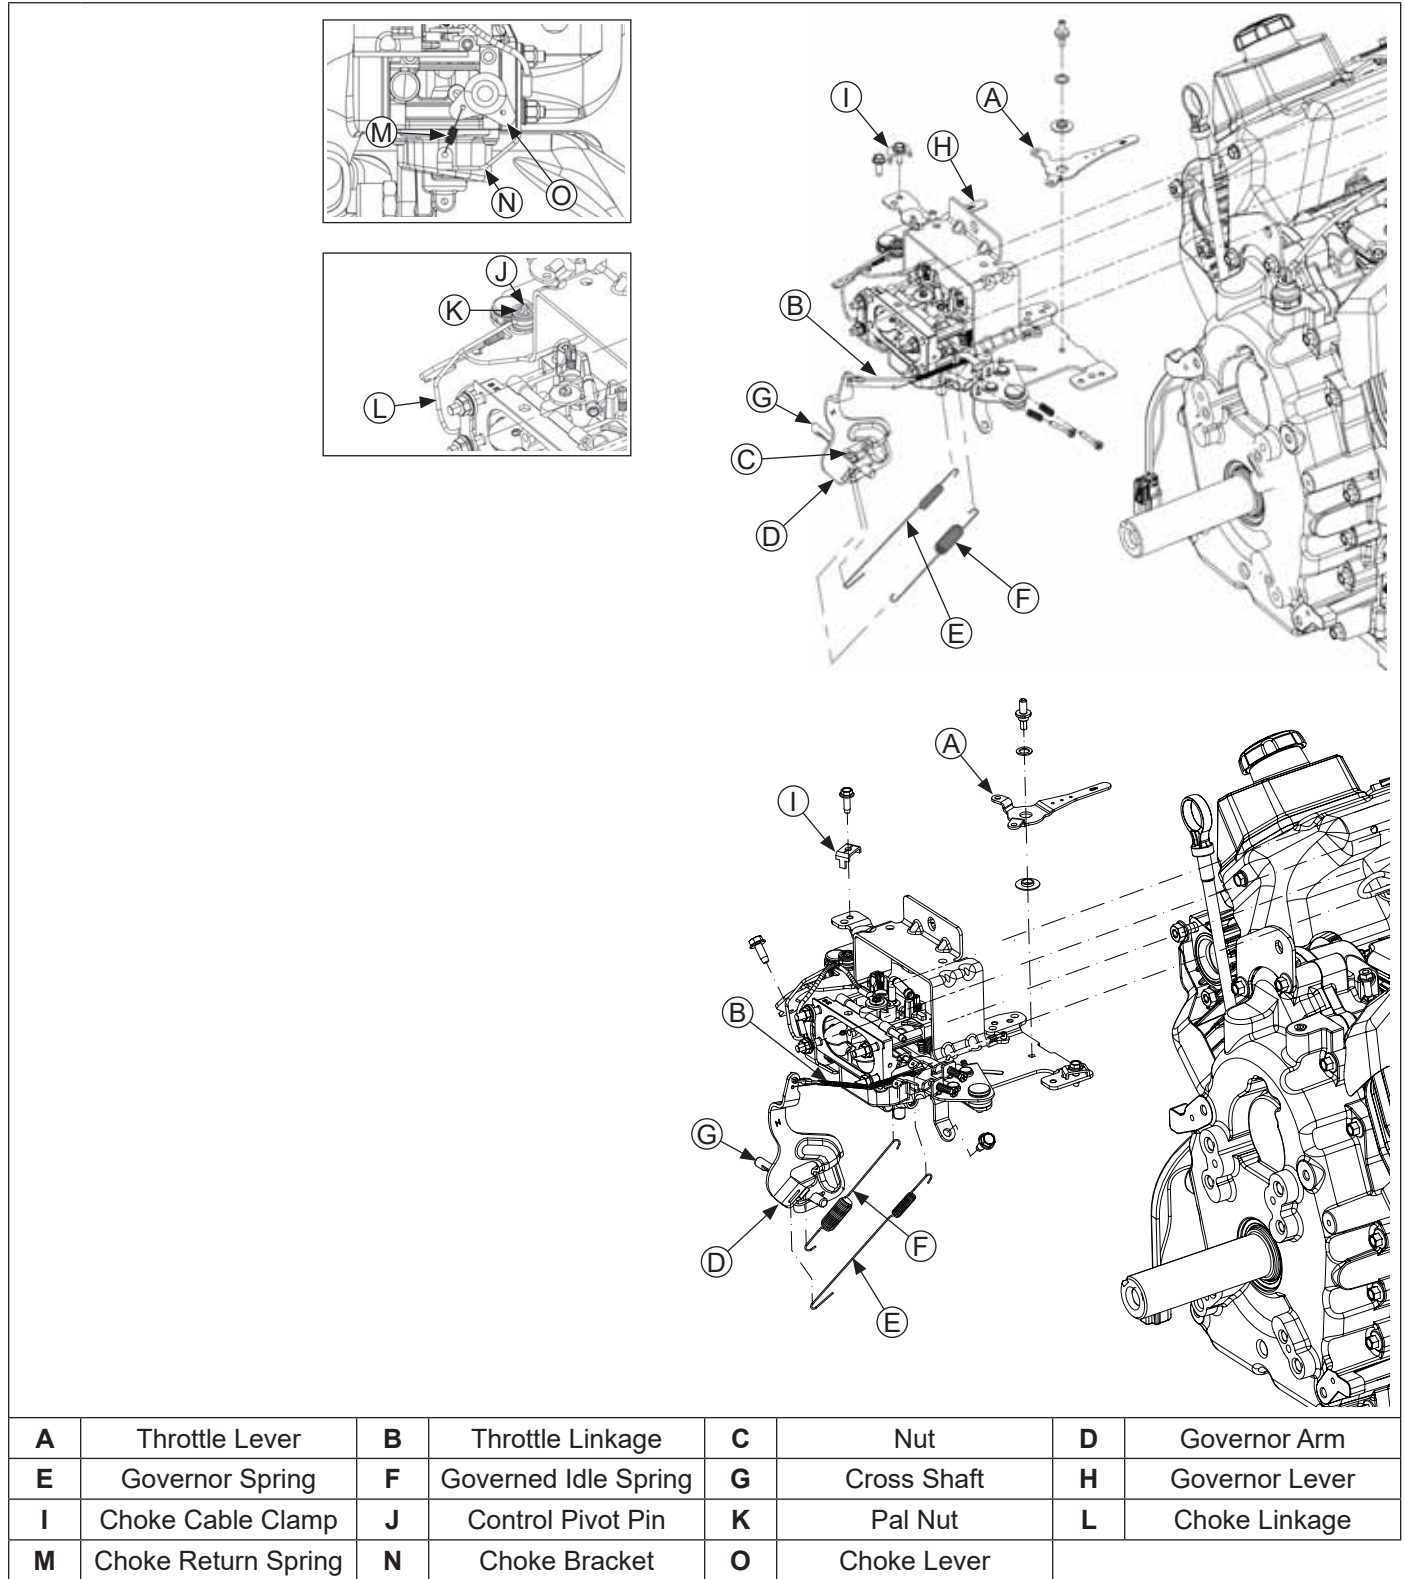 M
N
O
J
K
L
I
A
H
B
G
C
D
F
E
A
I
B
G
D
F
E
H
A Throttle Lever B Throttle Linkage C Nut D Governor Arm
E Governor Spring F Governed Idle Spring G Cross Shaft H Governor Lever
I Choke Cable Clamp J Control Pivot Pin K Pal Nut L Choke Linkage
M Choke Return Spring N Choke Bracket O Choke Lever